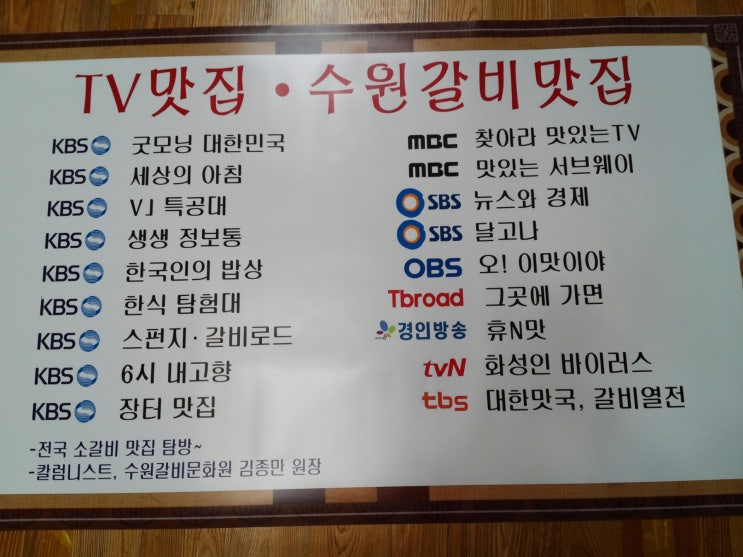 TV맛집 · 수원갈비맛집
KBS 굿모닝 대한민국
KBS 세상의 아침
KBS VJ 특공대
KBS 생생 정보통
KBS 한국인의 밥상
KBS 한식 탐험대
KBS 스펀지·갈비로드
KBS 6시 내고향
KBS 장터 맛집
MBC 찾아라 맛있는TV
MBC 맛있는 서브웨이
SBS 뉴스와 경제
SBS 달고나
OBS 오! 이맛이야
Tbroad 그곳에 가면
경인방송 휴N맛
tvN 화성인 바이러스
tbs 대한맛국, 갈비열전
-전국 소갈비 맛집 탐방~
-칼럼니스트, 수원갈비문화원 김종만 원장